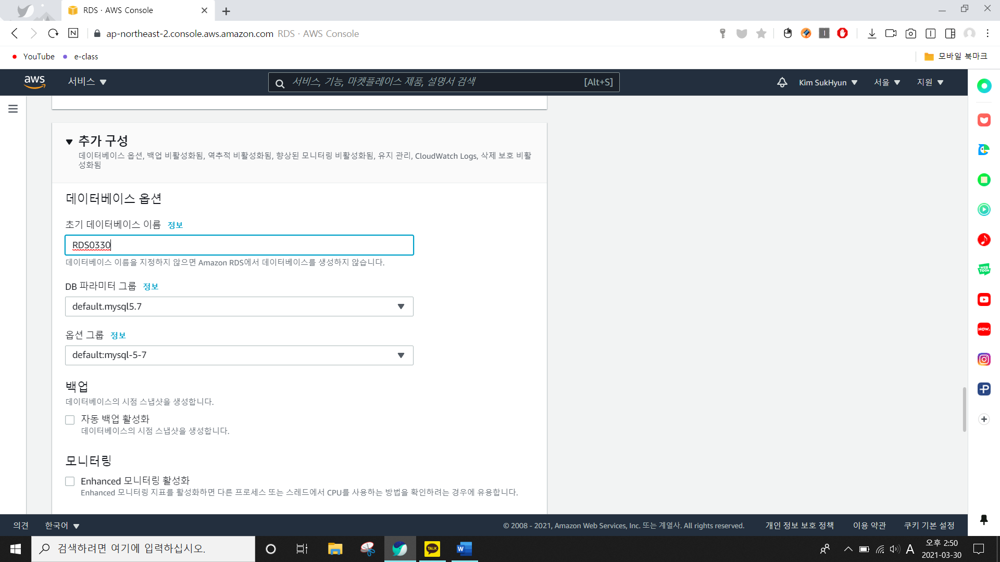 RDS · AWS Console
ap-northeast-2.console.aws.amazon.com RDS · AWS Console
YouTube e-class 모바일 북마크
aws 서비스 서비스, 기능, 마켓플레이스 제품, 설명서 검색 [Alt+S] Kim SukHyun 서울 지원
추가 구성
데이터베이스 옵션, 백업 비활성화됨, 역추적 비활성화됨, 향상된 모니터링 비활성화됨, 유지 관리, CloudWatch Logs, 삭제 보호 비활
성화됨
데이터베이스 옵션
초기 데이터베이스 이름 정보
RDS0330
데이터베이스 이름을 지정하지 않으면 Amazon RDS에서 데이터베이스를 생성하지 않습니다.
DB 파라미터 그룹 정보
default.mysql5.7
옵션 그룹 정보
default:mysql-5-7
백업
데이터베이스의 시점 스냅샷을 생성합니다.
자동 백업 활성화
데이터베이스의 시점 스냅샷을 생성합니다.
모니터링
Enhanced 모니터링 활성화
Enhanced 모니터링 지표를 활성화하면 다른 프로세스 또는 스레드에서 CPU를 사용하는 방법을 확인하려는 경우에 유용합니다.
WEB
TOON
NOW.
의견 한국어 © 2008 - 2021, Amazon Web Services, Inc. 또는 계열사. All rights reserved. 개인 정보 보호 정책 이용 약관 쿠키 기본 설정
검색하려면 여기에 입력하십시오. TALK W A 오후 2:50
2021-03-30